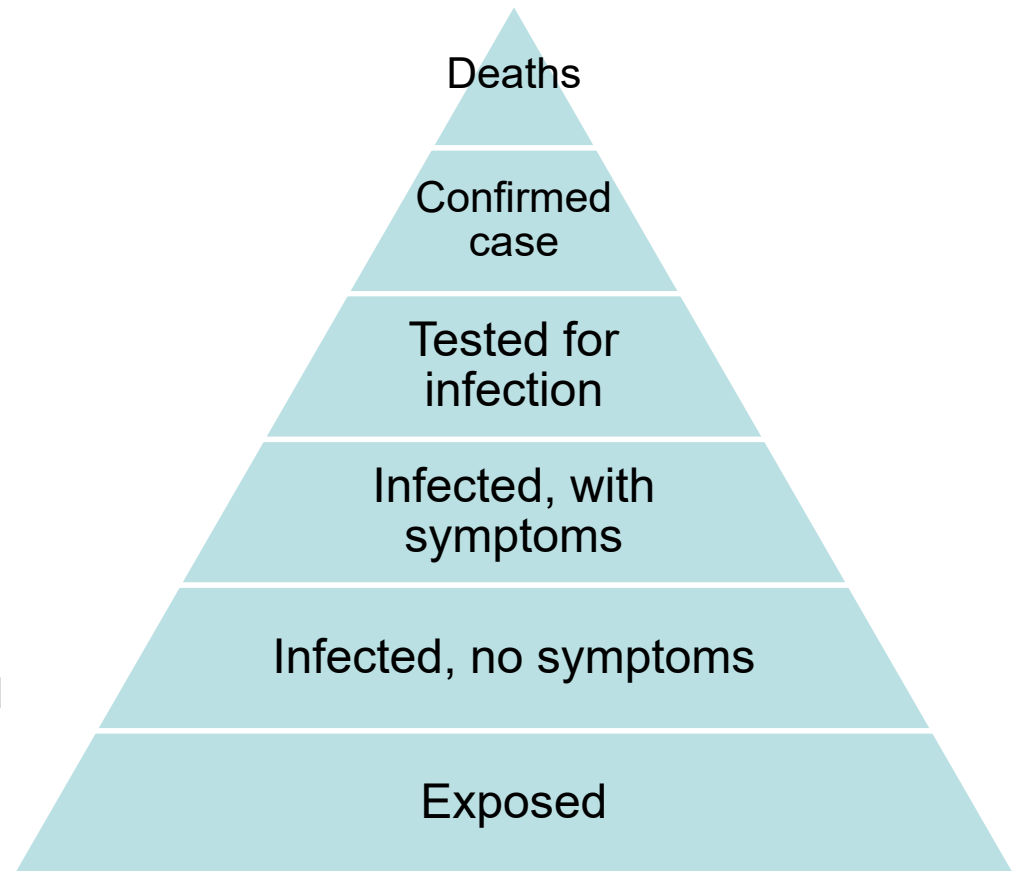 Deaths
Confirmed
case
Tested for
infection
Infected, with
symptoms
Infected, no symptoms
Exposed